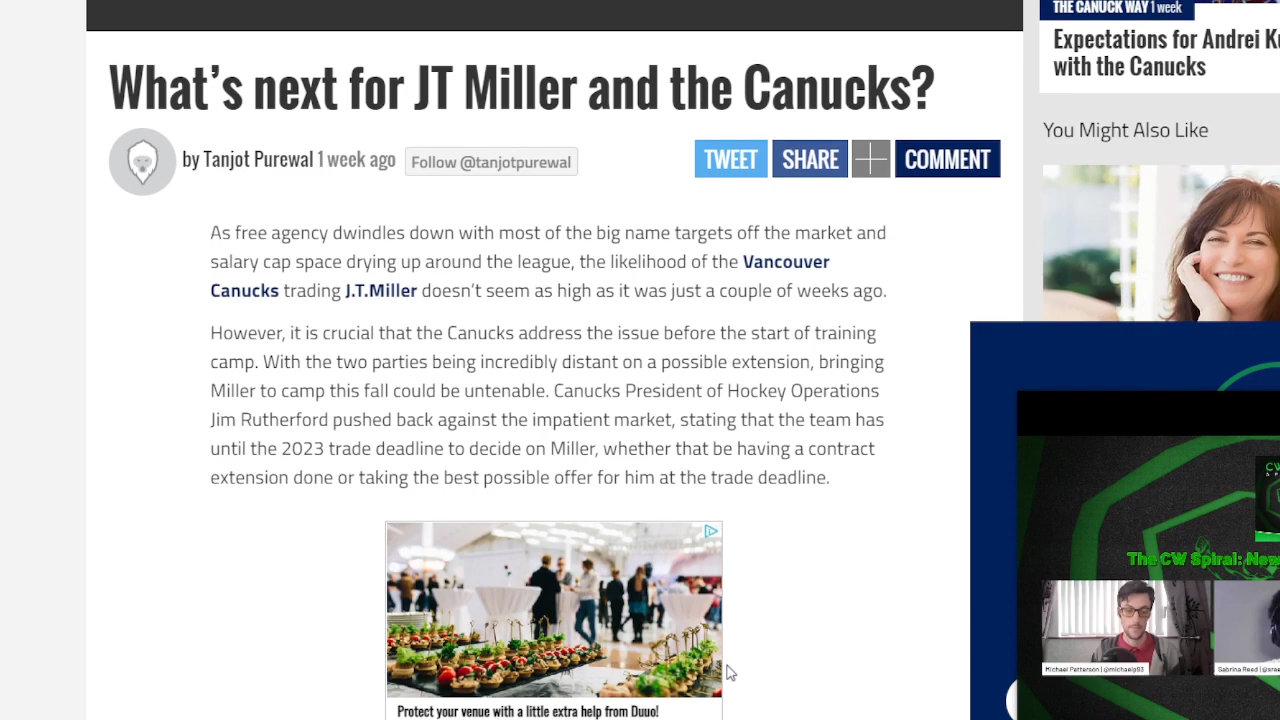 THE CANUCK WAY 1 week
Expectations for Andrei
with the Canucks
What’s next for JT Miller and the Canucks?
by Tanjot Purewal 1 week ago
Follow @tanjotpurewal
TWEET
SHARE
COMMENT
You Might Also Like
As free agency dwindles down with most of the big name targets off the market and
salary cap space drying up around the league, the likelihood of the Vancouver
Canucks trading J.T.Miller doesn’t seem as high as it was just a couple of weeks ago.
However, it is crucial that the Canucks address the issue before the start of training
camp. With the two parties being incredibly distant on a possible extension, bringing
Miller to camp this fall could be untenable. Canucks President of Hockey Operations
Jim Rutherford pushed back against the impatient market, stating that the team has
until the 2023 trade deadline to decide on Miller, whether that be having a contract
extension done or taking the best possible offer for him at the trade deadline.
CW
The CW Spiral:
Michael Patterson | @michaelp93
Sabrina Reed |
Protect your venue with a little extra help from Duuo!